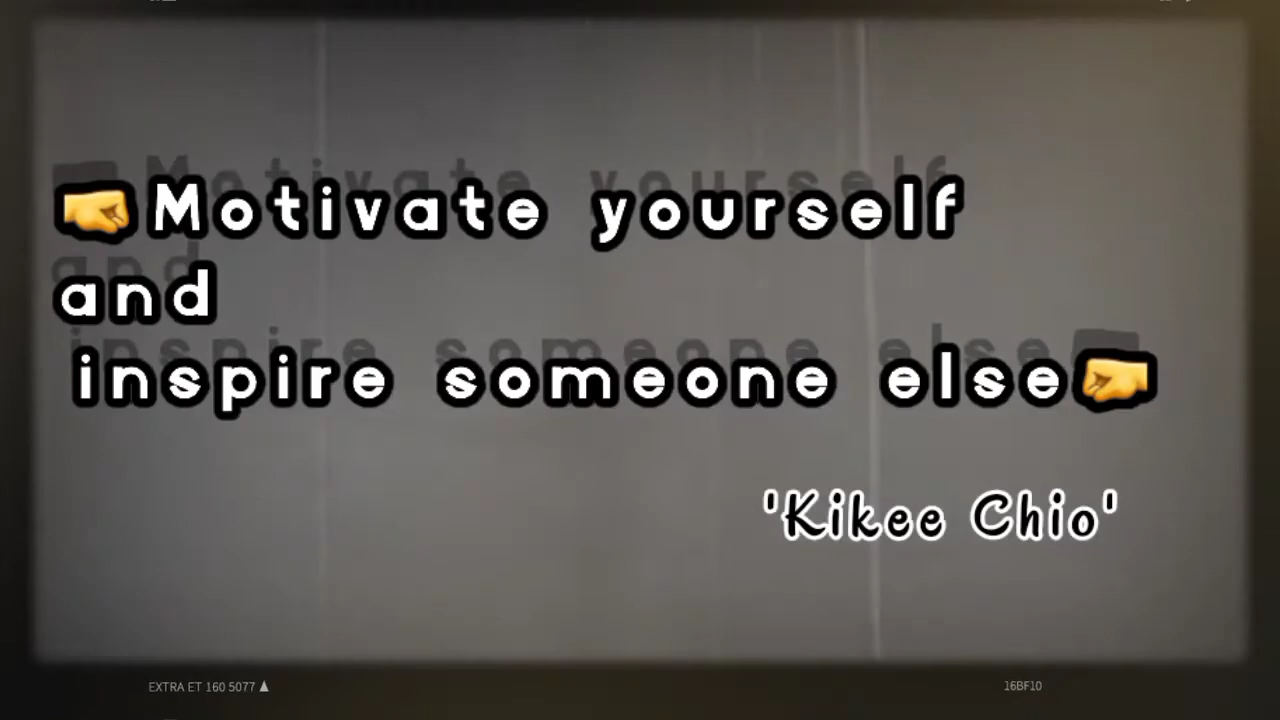 🤜Motivate yourself
and
inspire someone else🤛
'Kikee Chio'
EXTRA ET 160 5077 ▲
16BF10